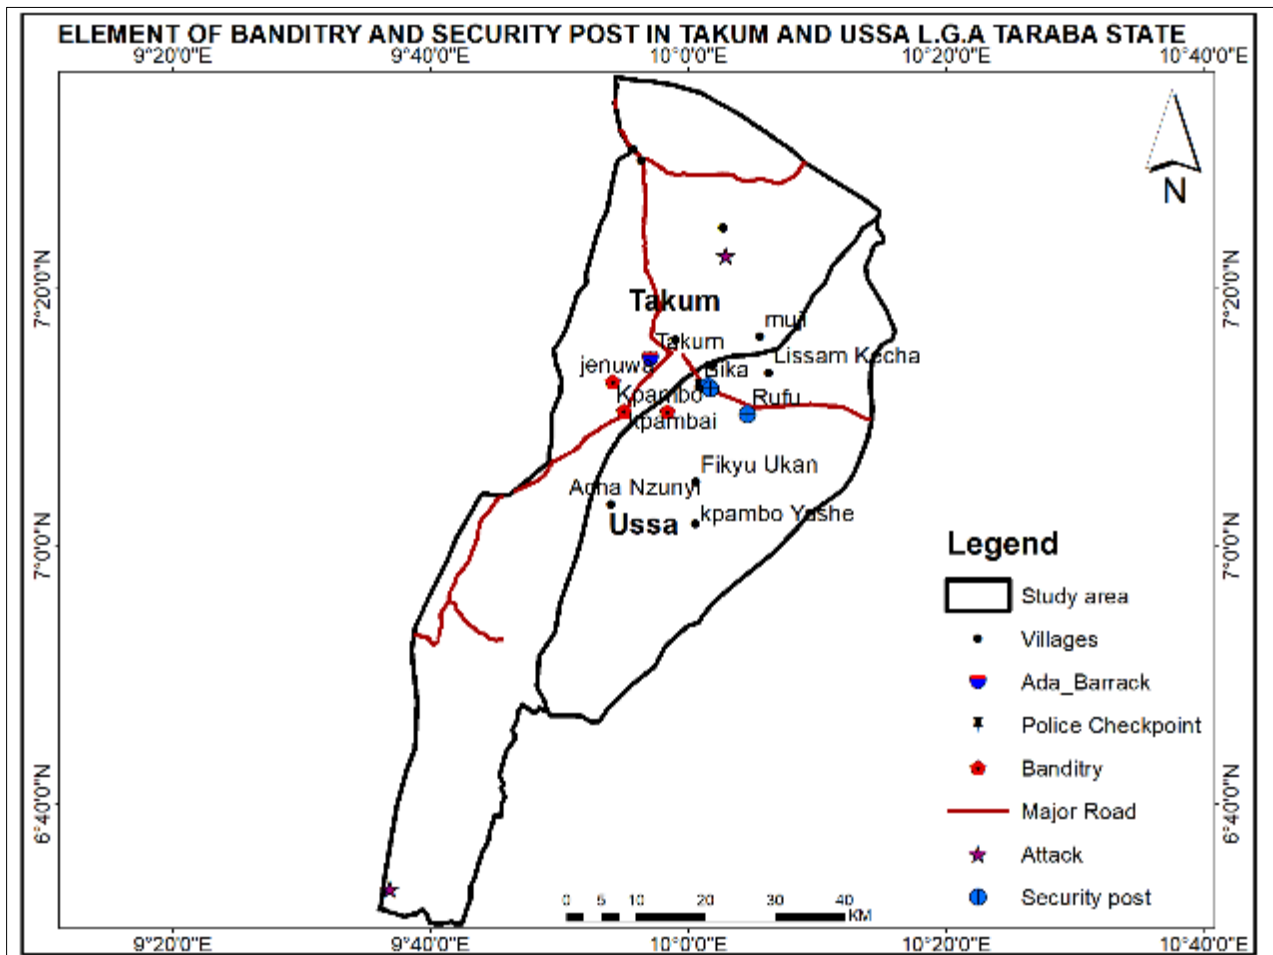 ELEMENT OF BANDITRY AND SECURITY POST IN TAKUM AND USSA L.G.A TARABA STATE
9°20'0"E 9°40'0"E 10°0'0"E 10°20'0"E 10°40'0"E
N
7°20'0"N 7°20'0"N
Takum
muji
Takum
Lissam Kecha
jenuwa
Bika
Kpambo
Rufu
kpambai
Fikyu Ukan
Acha Nzunyi
kpambo Yashe
Ussa
7°0'0"N 7°0'0"N
Legend
Study area
Villages
Ada_Barrack
Police Checkpoint
Banditry
Major Road
Attack
Security post
6°40'0"N 6°40'0"N
0 5 10 20 30 40
KM
9°20'0"E 9°40'0"E 10°0'0"E 10°20'0"E 10°40'0"E